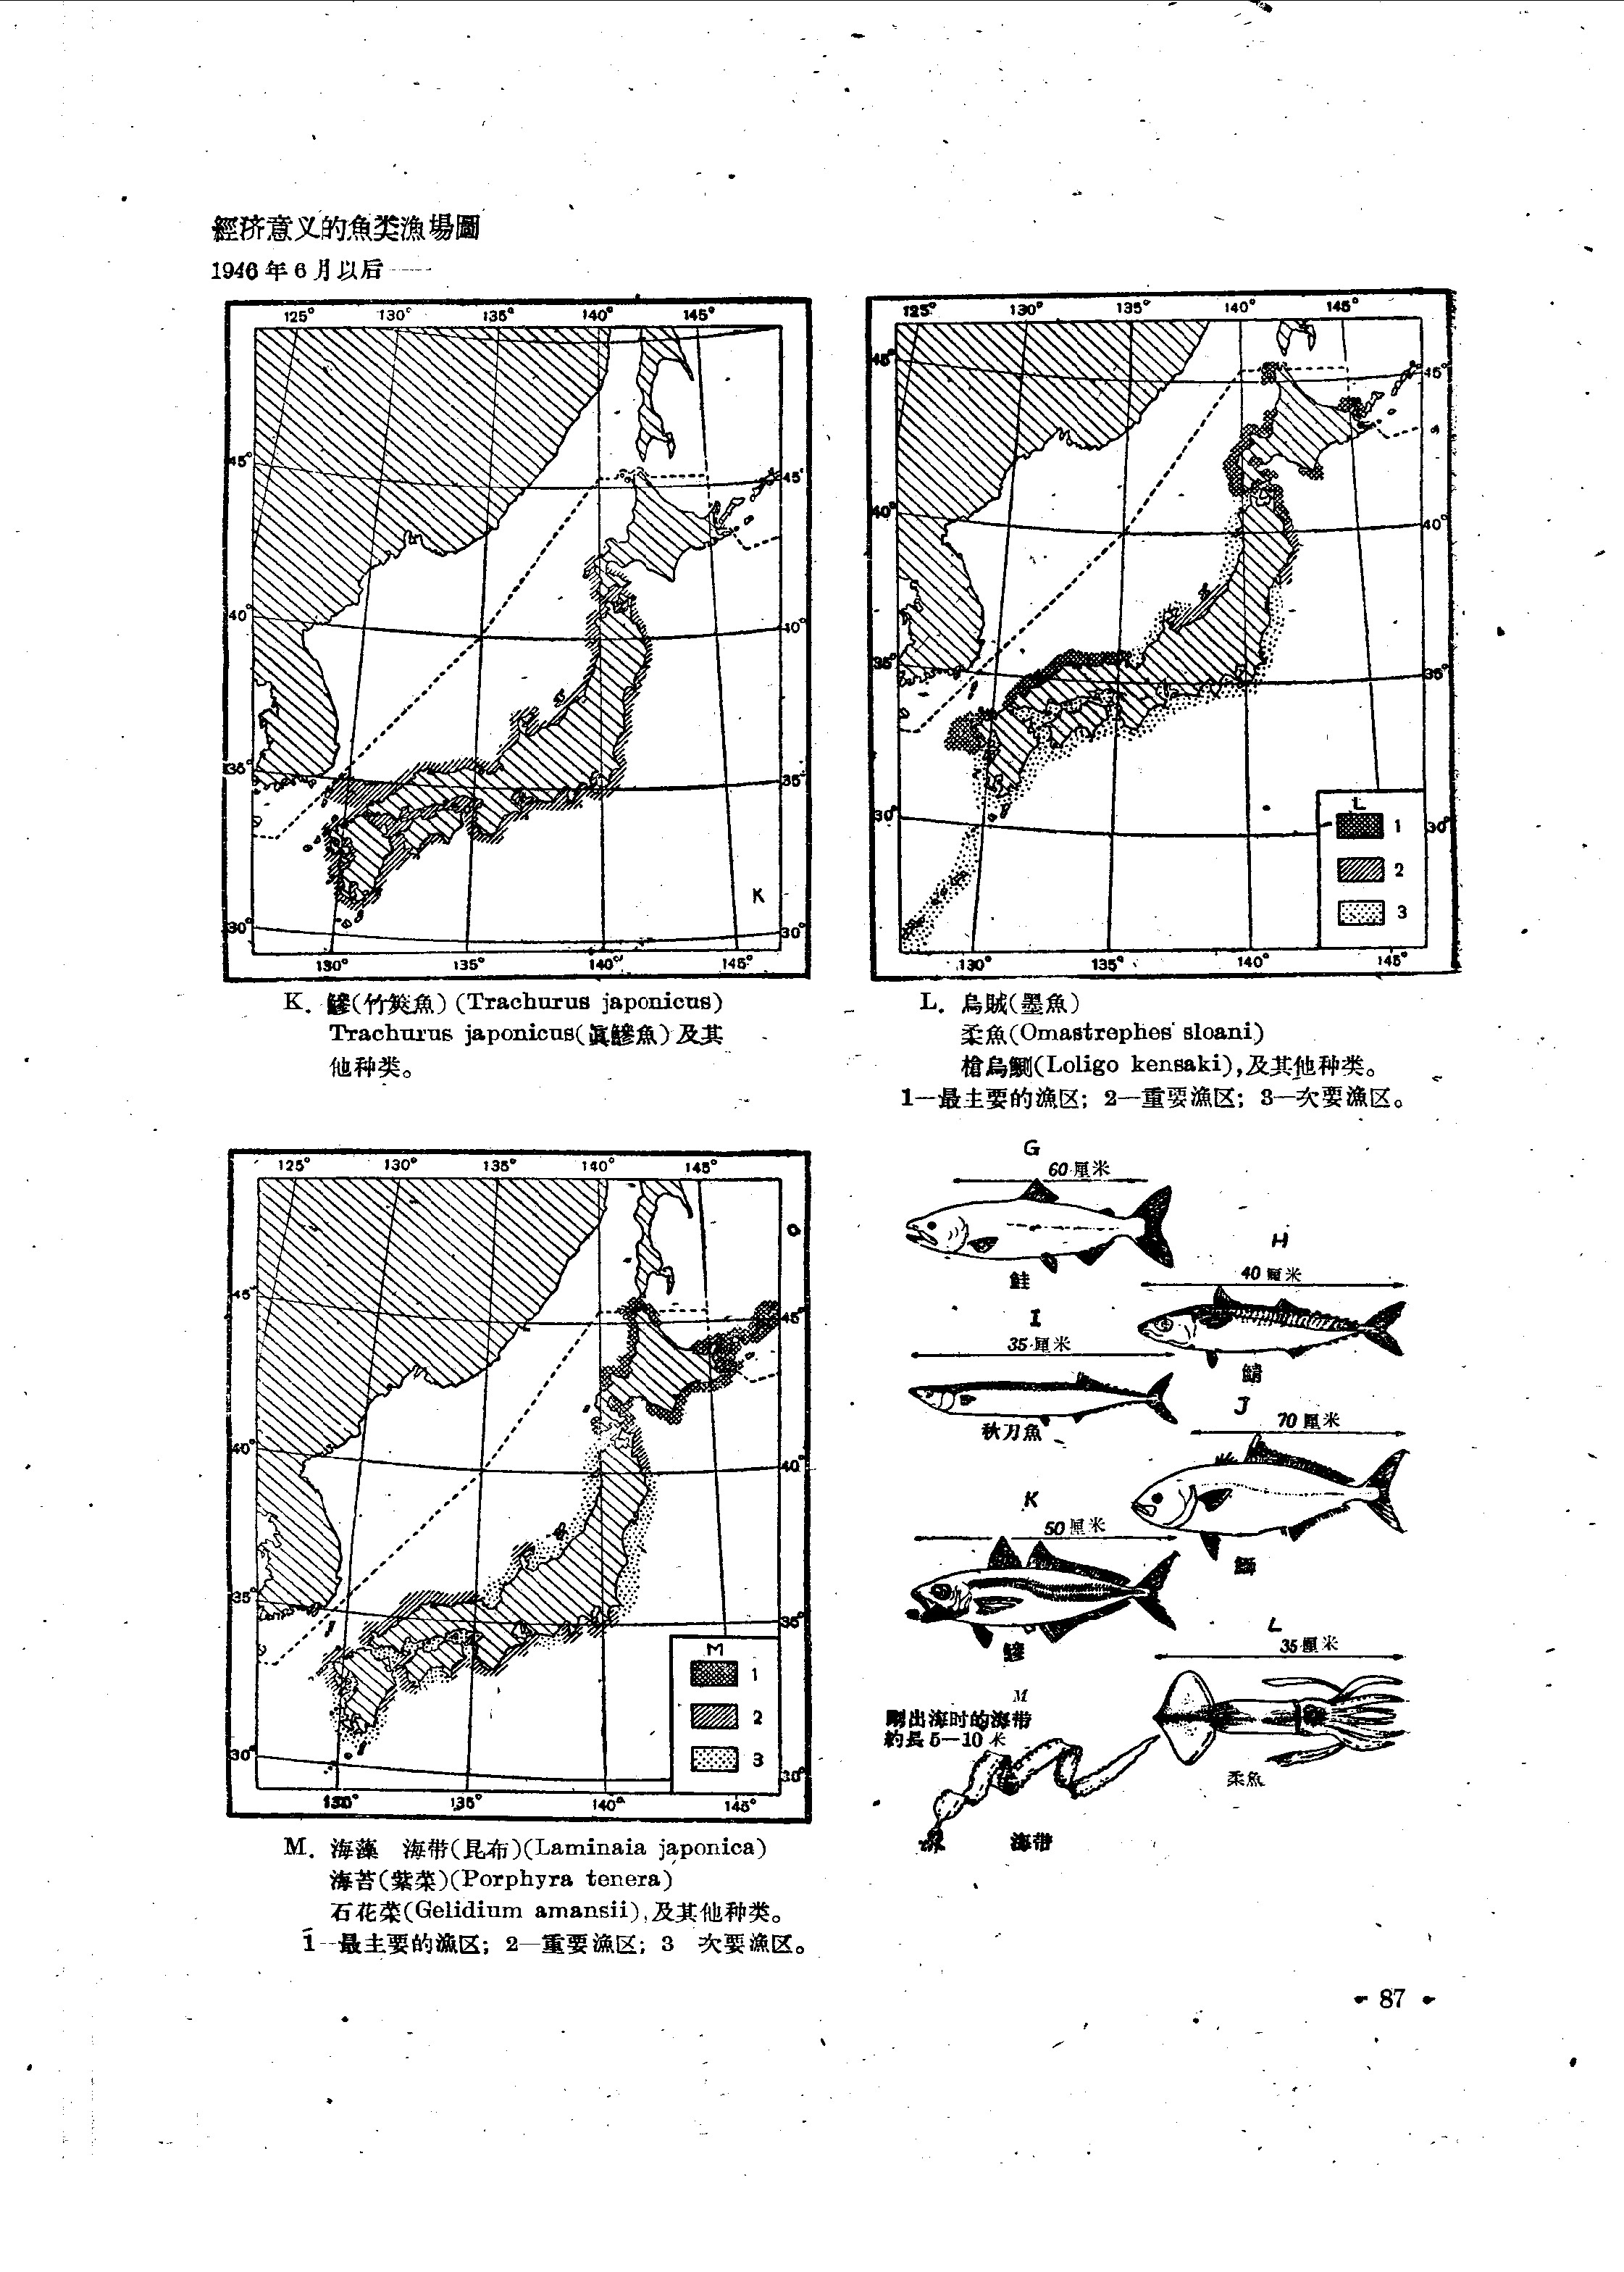 經济意义的魚类漁場圖
1946年6月以后
125° 130° 135° 140° 145°
45° 45°
40° 40°
35° 35°
K
30° 30°
130° 135° 140° 145°
K. 鰺(竹筴魚)(Trachurus japonicus)
Trachurus japonicus(眞鰺魚)及其
他种类。
125° 130° 135° 140° 145°
45° 45°
40° 40°
35° 35°
L
30° 30°
1
2
3
130° 135° 140° 145°
L. 烏賊(墨魚)
柔魚(Omastrephes sloani)
槍烏鰂(Loligo kensaki),及其他种类。
1—最主要的漁区; 2—重要漁区; 3—次要漁区。
125° 130° 135° 140° 145°
45° 45°
40° 40°
35° 35°
M
1
2
3
30° 30°
130° 135° 140° 145°
M. 海藻 海带(昆布)(Laminaia japonica)
海苔(紫菜)(Porphyra tenera)
石花菜(Gelidium amansii),及其他种类。
1--最主要的漁区; 2—重要漁区; 3 次要漁区。
G
60厘米
鮭
H
40厘米
鯖
I
35厘米
秋刀魚
J
70厘米
鰤
K
50厘米
鰺
L
35厘米
柔魚
M
剛出海时的海带
約長5—10米
海带
87